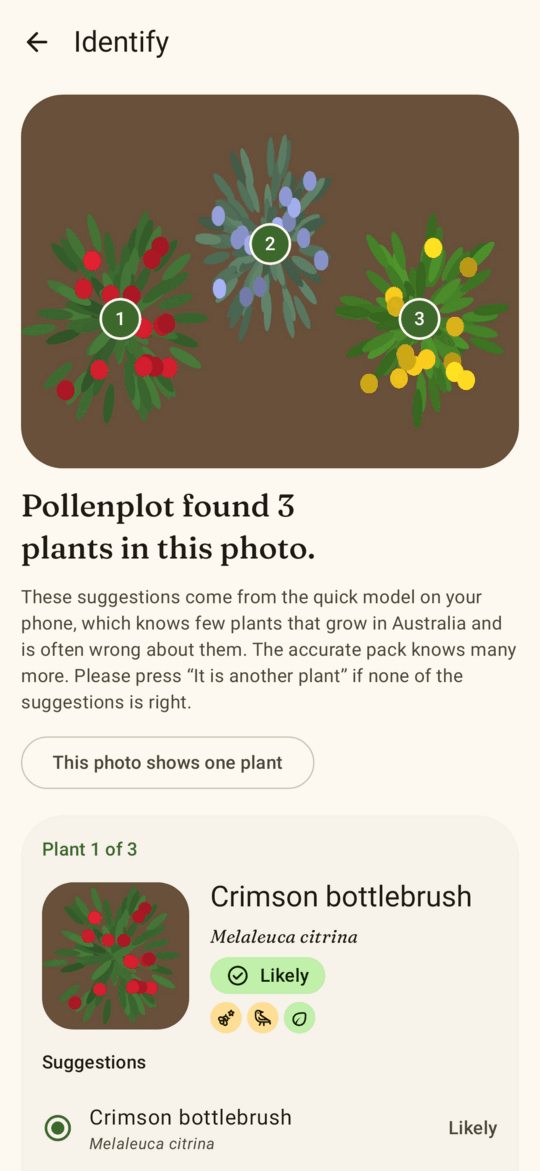 Identify
1
2
3
Pollenplot found 3
plants in this photo.
These suggestions come from the quick model on your
phone, which knows few plants that grow in Australia and
is often wrong about them. The accurate pack knows many
more. Please press “It is another plant” if none of the
suggestions is right.
This photo shows one plant
Plant 1 of 3
Crimson bottlebrush
Melaleuca citrina
Likely
Suggestions
Crimson bottlebrush
Likely
Melaleuca citrina